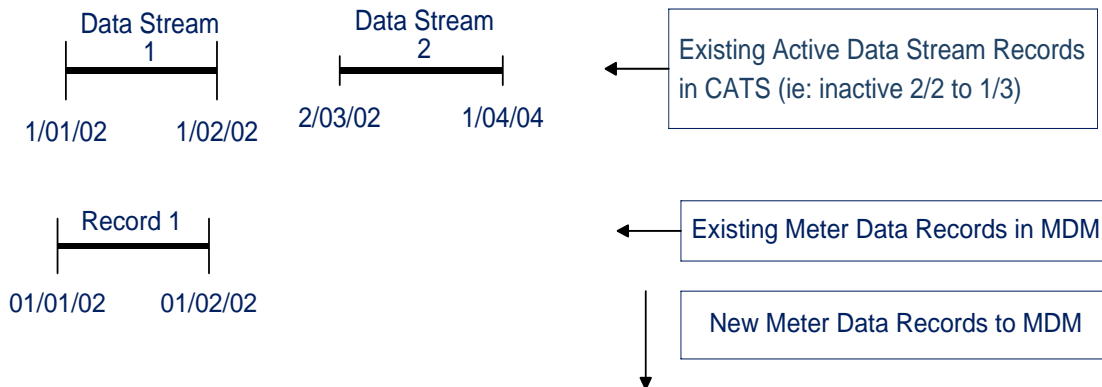 Data Stream
1
Data Stream
2
1/01/02
1/02/02
2/03/02
1/04/04
Existing Active Data Stream Records
in CATS (ie: inactive 2/2 to 1/3)
Record 1
01/01/02
01/02/02
Existing Meter Data Records in MDM
New Meter Data Records to MDM